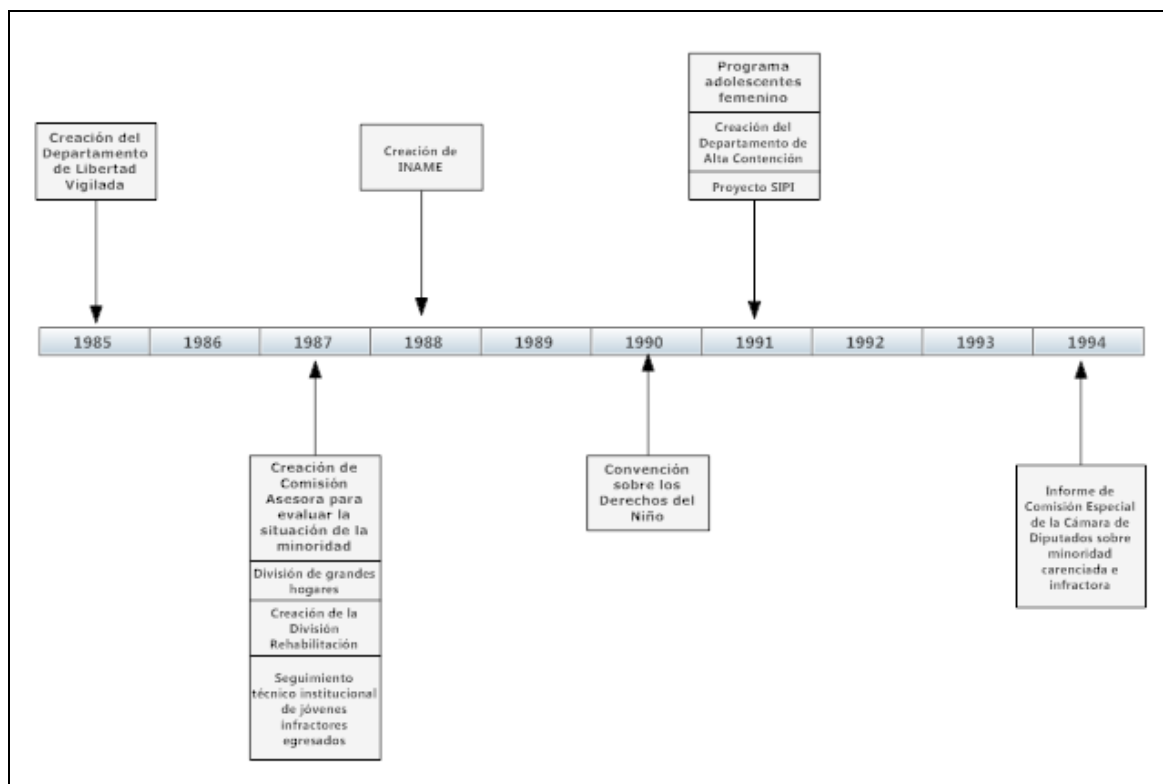 Programa
adolescentes
femenino
Creación del
Departamento de
Alta Contención
Proyecto SIPI
Creación del
Departamento
de Libertad
Vigilada
Creación de
INAME
1985 1986 1987 1988 1989 1990 1991 1992 1993 1994
Creación de
Comisión
Asesora para
evaluar la
situación de la
minoridad
División de grandes
hogares
Creación de la
División
Rehabilitación
Seguimiento
técnico institucional
de jóvenes
infractores
egresados
Convención
sobre los
Derechos del
Niño
Informe de
Comisión Especial
de la Cámara de
Diputados sobre
minoridad
carenciada e
infractora